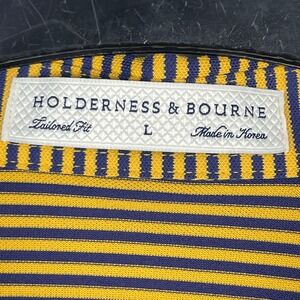 HOLDERNESS & BOURNE
Tailored Fit L Made in Korea